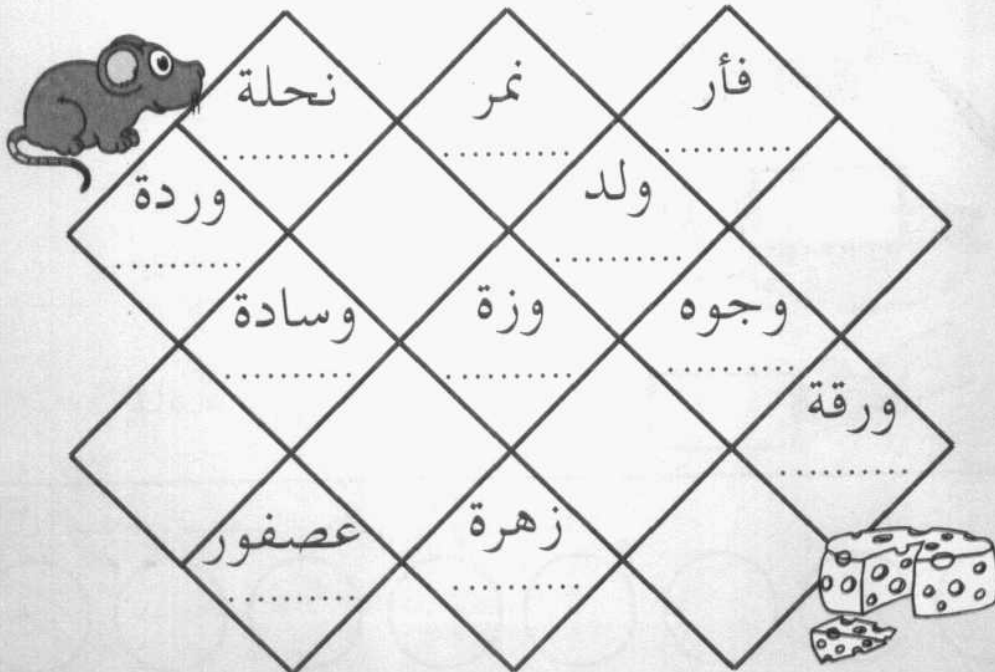 فأر
نمر
نحلة
ولد
وردة
وجوه
وزة
وسادة
ورقة
زهرة
عصفور